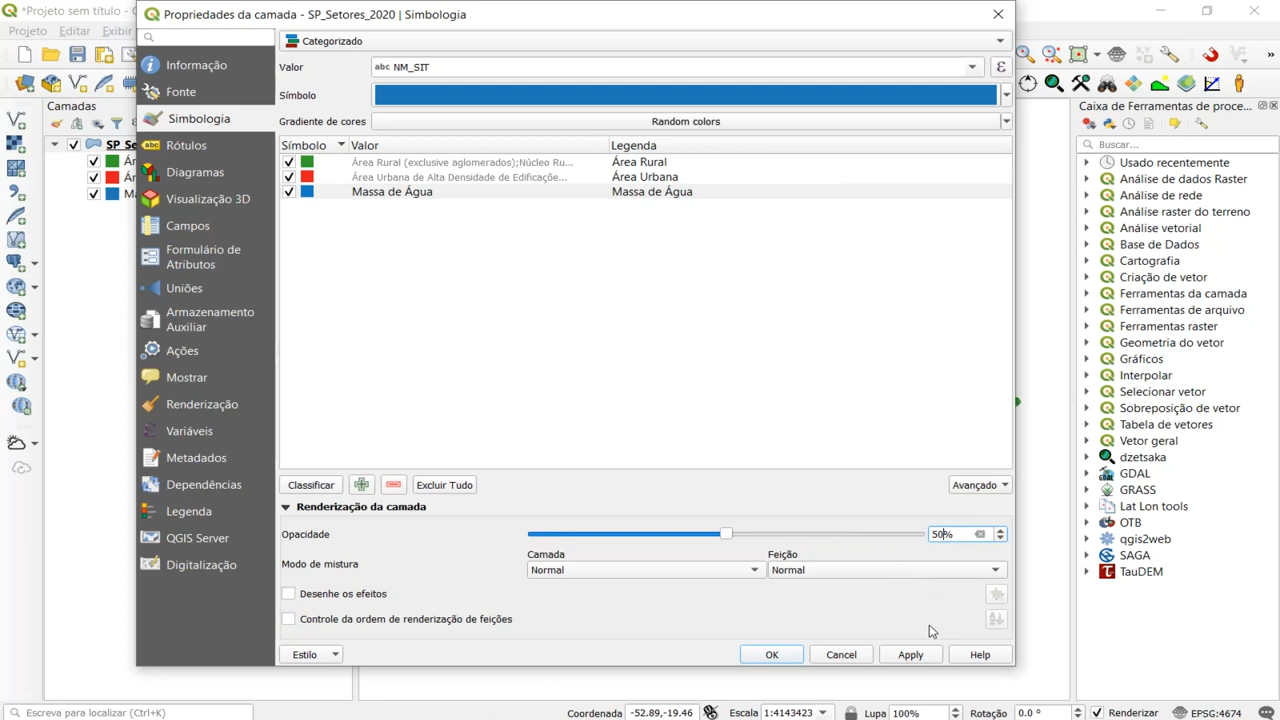 *Projeto sem título - Q
Projeto Editar Exibir
Camadas
SP_Se
Propriedades da camada - SP_Setores_2020 | Simbologia
Informação
Fonte
Simbologia
Rótulos
Diagramas
Visualização 3D
Campos
Formulário de
Atributos
Uniões
Armazenamento
Auxiliar
Ações
Mostrar
Renderização
Variáveis
Metadados
Dependências
Legenda
QGIS Server
Digitalização
Categorizado
Valor abc NM_SIT
Símbolo
Gradiente de cores Random colors
Símbolo Valor Legenda
Área Rural (exclusive aglomerados);Núcleo Ru... Área Rural
Área Urbana de Alta Densidade de Edificaçõe... Área Urbana
Massa de Água Massa de Água
Classificar Excluir Tudo Avançado
Renderização da camada
Opacidade 50%
Camada Feição
Modo de mistura Normal Normal
Desenhe os efeitos
Controle da ordem de renderização de feições
Estilo OK Cancel Apply Help
Caixa de Ferramentas de proce...
Buscar...
Usado recentemente
Análise de dados Raster
Análise de rede
Análise raster do terreno
Análise vetorial
Base de Dados
Cartografia
Criação de vetor
Ferramentas da camada
Ferramentas de arquivo
Ferramentas raster
Geometria do vetor
Gráficos
Interpolar
Selecionar vetor
Sobreposição de vetor
Tabela de vetores
Vetor geral
dzetsaka
GDAL
GRASS
Lat Lon tools
OTB
qgis2web
SAGA
TauDEM
Escreva para localizar (Ctrl+K) Coordenada -52.89,-19.46 Escala 1:4143423 Lupa 100% Rotação 0.0 ° Renderizar EPSG:4674